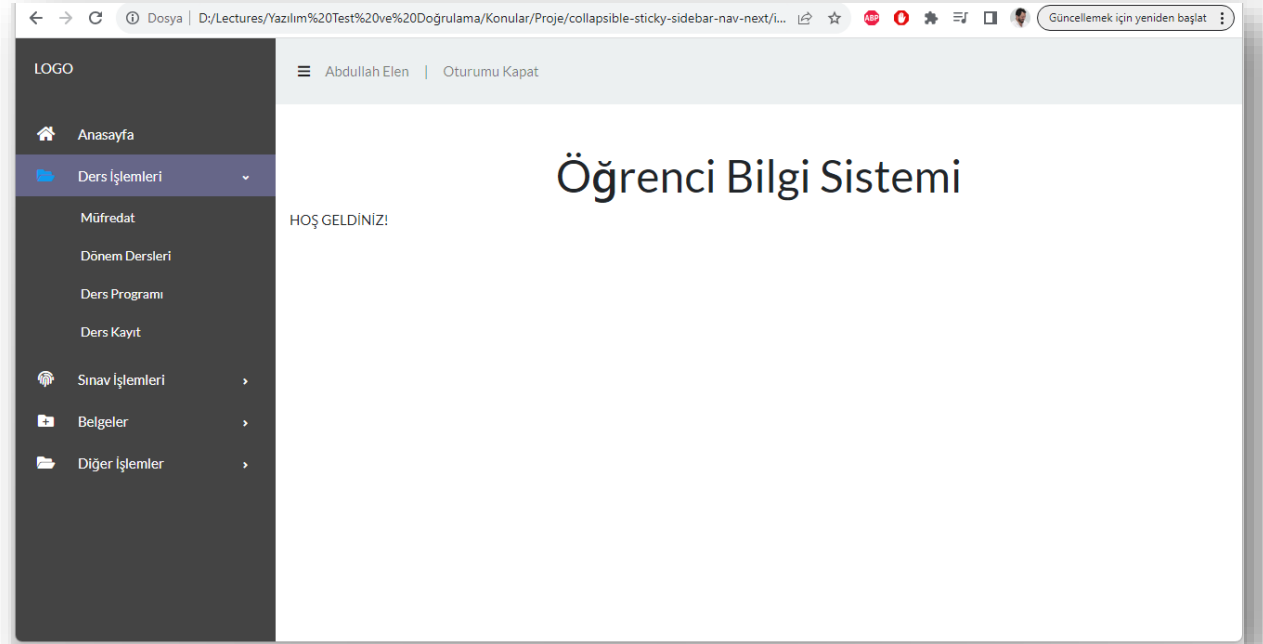 Dosya | D:/Lectures/Yazılım%20Test%20ve%20Doğrulama/Konular/Proje/collapsible-sticky-sidebar-nav-next/i...
ABP
Güncellemek için yeniden başlat
LOGO
Abdullah Elen | Oturumu Kapat
Anasayfa
Ders İşlemleri
Müfredat
Dönem Dersleri
Ders Programı
Ders Kayıt
Sınav İşlemleri
Belgeler
Diğer İşlemler
Öğrenci Bilgi Sistemi
HOŞ GELDİNİZ!